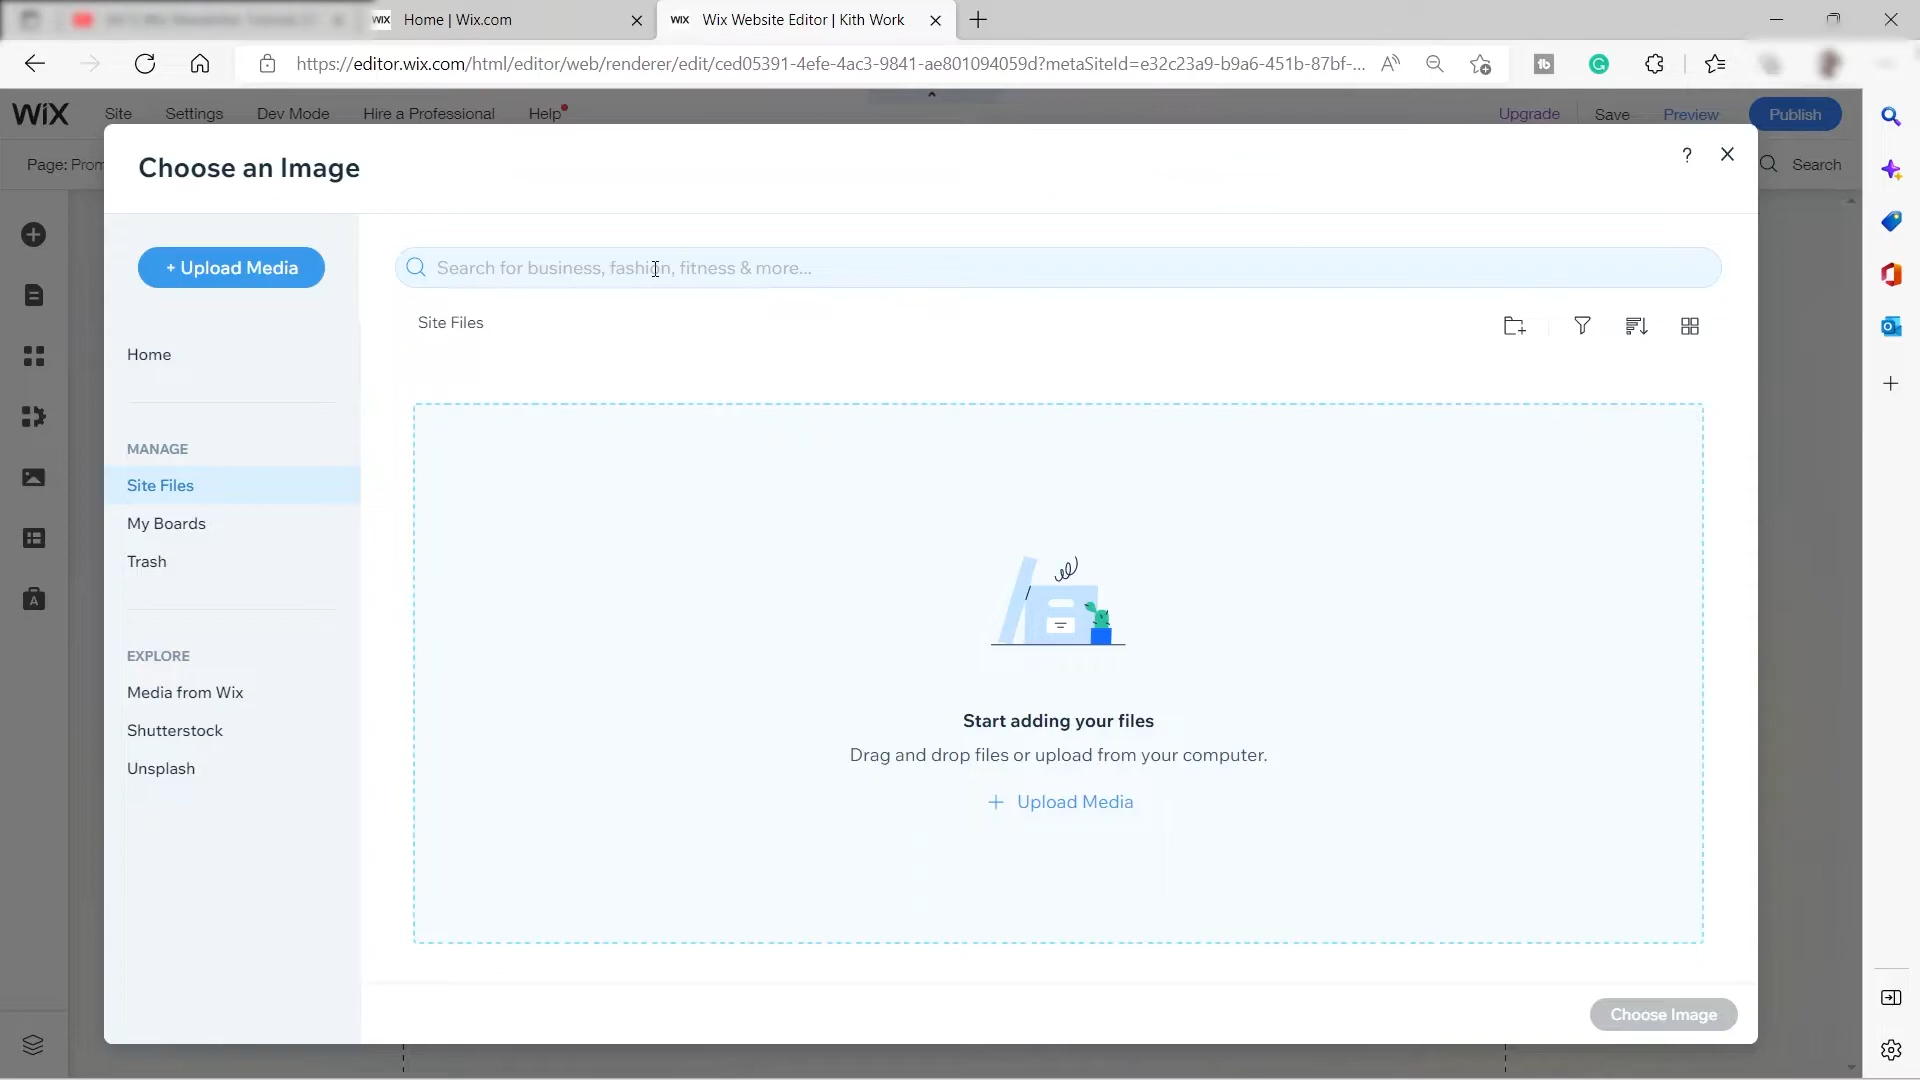 WIX Home | Wix.com
WIX Wix Website Editor | Kith Work
https://editor.wix.com/html/editor/web/renderer/edit/ced05391-4efe-4ac3-9841-ae801094059d?metaSiteId=e32c23a9-b9a6-451b-87bf-...
WiX Site Settings Dev Mode Hire a Professional Help Upgrade Save Preview Publish
Page: Prom
Search
Choose an Image
?
+ Upload Media
Search for business, fashion, fitness & more...
Site Files
Home
MANAGE
Site Files
My Boards
Trash
EXPLORE
Media from Wix
Shutterstock
Unsplash
Start adding your files
Drag and drop files or upload from your computer.
+ Upload Media
Choose Image